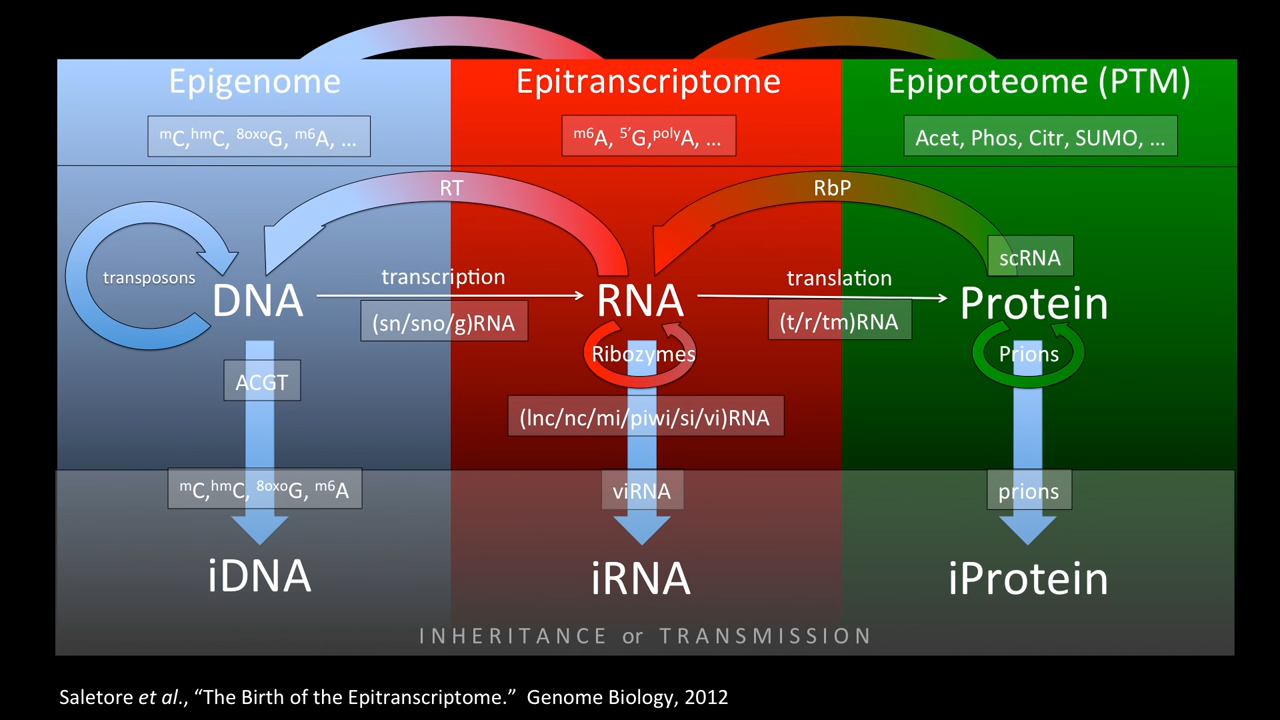 Epigenome
Epitranscriptome
Epiproteome (PTM)
mC,hmC, 8oxoG, m6A, …
m6A, 5’G,polyA, …
Acet, Phos, Citr, SUMO, …
RT
RbP
transposons
DNA
transcription
(sn/sno/g)RNA
RNA
translation
(t/r/tm)RNA
scRNA
Protein
ACGT
Ribozymes
Prions
(lnc/nc/mi/piwi/si/vi)RNA
mC,hmC, 8oxoG, m6A
viRNA
prions
iDNA
iRNA
iProtein
INHERITANCE or TRANSMISSION
Saletore et al., “The Birth of the Epitranscriptome.” Genome Biology, 2012